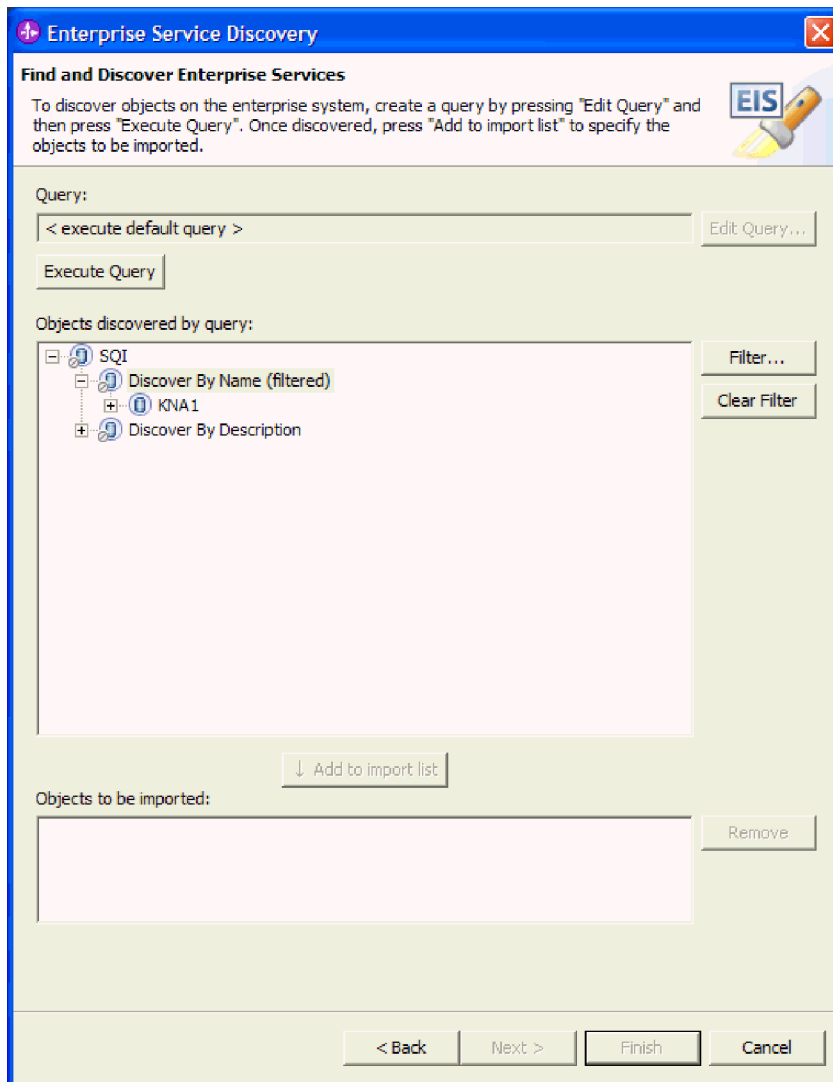 Enterprise Service Discovery
Find and Discover Enterprise Services
To discover objects on the enterprise system, create a query by pressing "Edit Query" and
then press "Execute Query". Once discovered, press "Add to import list" to specify the
objects to be imported.
EIS
Query:
< execute default query >
Edit Query...
Execute Query
Objects discovered by query:
SQI
Discover By Name (filtered)
KNA1
Discover By Description
Filter...
Clear Filter
↓ Add to import list
Objects to be imported:
Remove
< Back
Next >
Finish
Cancel